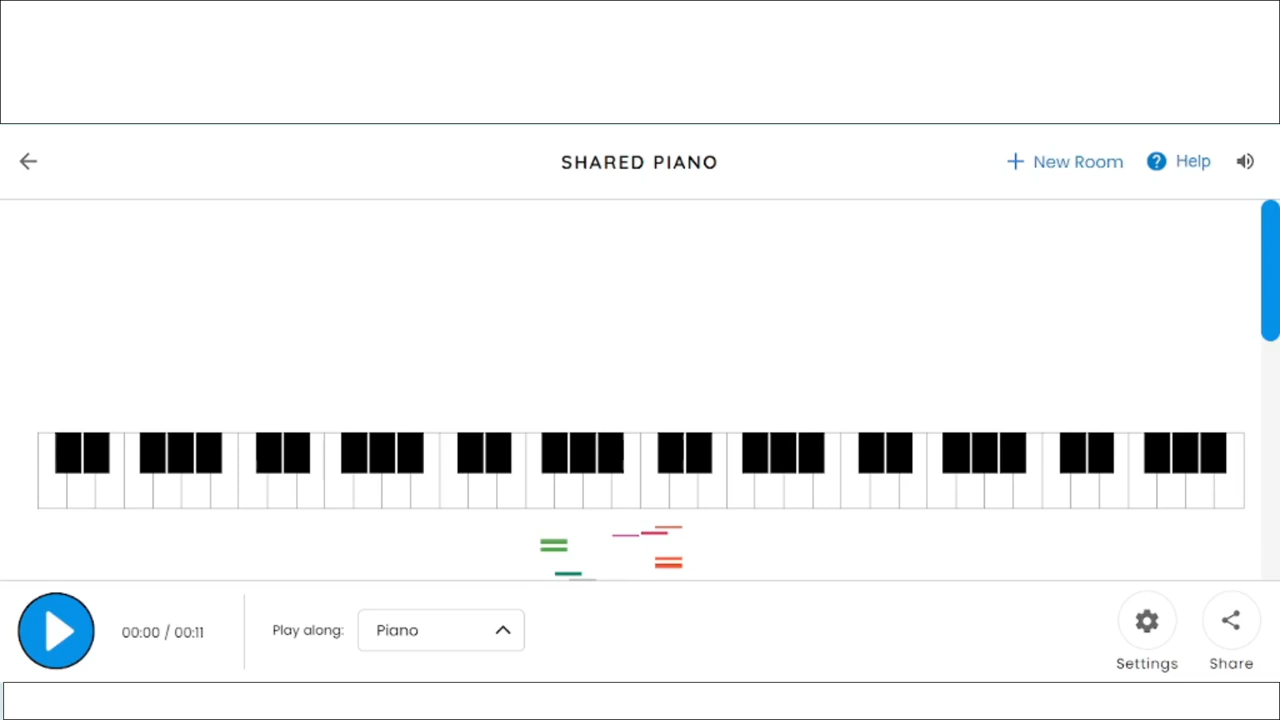 SHARED PIANO
New Room
Help
00:00 / 00:11
Play along:
Piano
Settings
Share